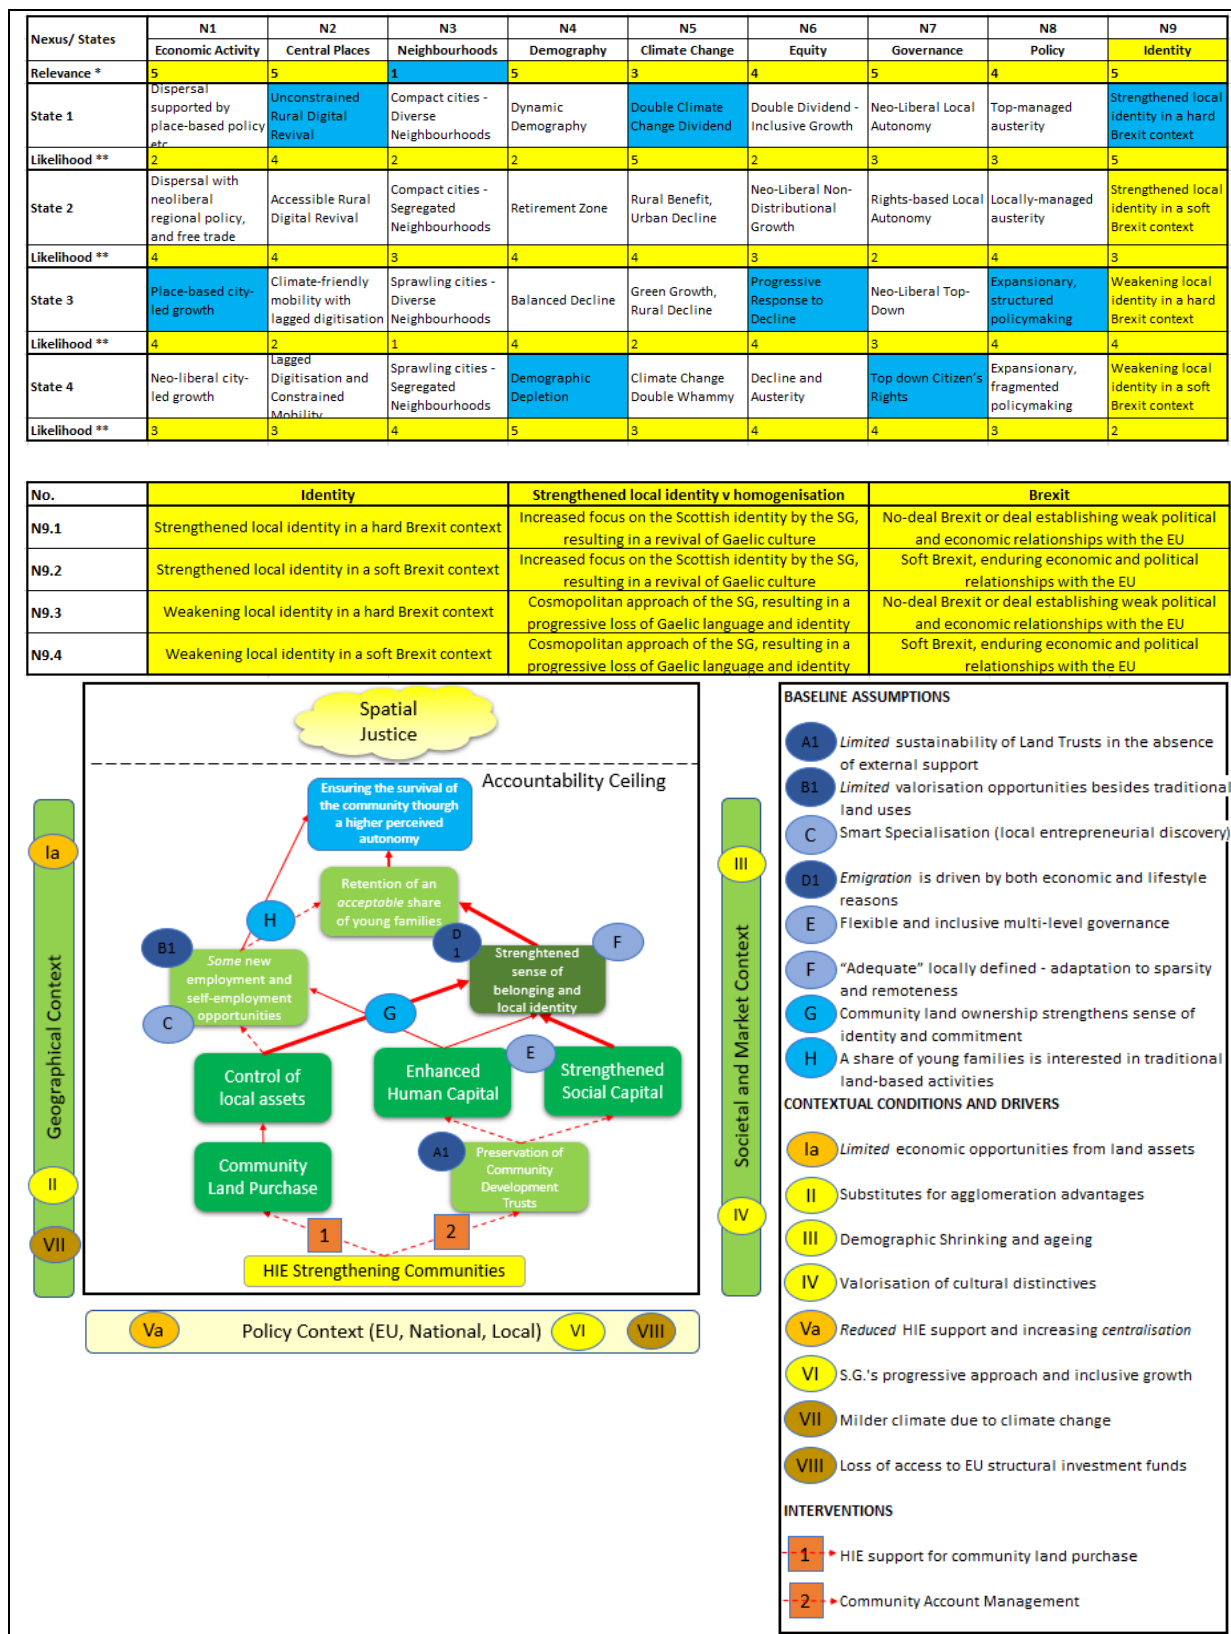 Nexus/ States N1 N2 N3 N4 N5 N6 N7 N8 N9
Economic Activity Central Places Neighbourhoods Demography Climate Change Equity Governance Policy Identity
Relevance * 5 5 1 5 3 4 5 4 5
State 1
Dispersal
supported by
place-based policy
etc
Unconstrained
Rural Digital
Revival
Compact cities -
Diverse
Neighbourhoods
Dynamic
Demography
Double Climate
Change Dividend
Double Dividend -
Inclusive Growth
Neo-Liberal Local
Autonomy
Top-managed
austerity
Strengthened local
identity in a hard
Brexit context
Likelihood ** 2 4 2 2 5 2 3 3 5
State 2
Dispersal with
neoliberal
regional policy,
and free trade
Accessible Rural
Digital Revival
Compact cities -
Segregated
Neighbourhoods
Retirement Zone
Rural Benefit,
Urban Decline
Neo-Liberal Non-
Distributional
Growth
Rights-based Local
Autonomy
Locally-managed
austerity
Strengthened local
identity in a soft
Brexit context
Likelihood ** 4 4 3 4 4 3 2 4 3
State 3
Place-based city-
led growth
Climate-friendly
mobility with
lagged digitisation
Sprawling cities -
Diverse
Neighbourhoods
Balanced Decline
Green Growth,
Rural Decline
Progressive
Response to
Decline
Neo-Liberal Top-
Down
Expansionary,
structured
policymaking
Weakening local
identity in a hard
Brexit context
Likelihood ** 4 2 1 4 2 4 3 4 4
State 4
Neo-liberal city-
led growth
Lagged
Digitisation and
Constrained
Mobility
Sprawling cities -
Segregated
Neighbourhoods
Demographic
Depletion
Climate Change
Double Whammy
Decline and
Austerity
Top down Citizen's
Rights
Expansionary,
fragmented
policymaking
Weakening local
identity in a soft
Brexit context
Likelihood ** 3 3 4 5 3 4 4 3 2
No. Identity Strengthened local identity v homogenisation Brexit
N9.1 Strengthened local identity in a hard Brexit context
Increased focus on the Scottish identity by the SG,
resulting in a revival of Gaelic culture
No-deal Brexit or deal establishing weak political
and economic relationships with the EU
N9.2 Strengthened local identity in a soft Brexit context
Increased focus on the Scottish identity by the SG,
resulting in a revival of Gaelic culture
Soft Brexit, enduring economic and political
relationships with the EU
N9.3 Weakening local identity in a hard Brexit context
Cosmopolitan approach of the SG, resulting in a
progressive loss of Gaelic language and identity
No-deal Brexit or deal establishing weak political
and economic relationships with the EU
N9.4 Weakening local identity in a soft Brexit context
Cosmopolitan approach of the SG, resulting in a
progressive loss of Gaelic language and identity
Soft Brexit, enduring economic and political
relationships with the EU
Spatial
Justice
Accountability Ceiling
Ensuring the survival of
the community thourgh
a higher perceived
autonomy
Retention of an
acceptable share
of young families
H
B1
Some new
employment and
self-employment
opportunities
C
D
1
F
Strenghtened
sense of
belonging and
local identity
G
E
Control of
local assets
Enhanced
Human Capital
Strengthened
Social Capital
Community
Land Purchase
A1
Preservation of
Community
Development
Trusts
1
2
HIE Strengthening Communities
Geographical Context
Ia
II
VII
Societal and Market Context
III
IV
Va Policy Context (EU, National, Local) VI VIII
BASELINE ASSUMPTIONS
A1 Limited sustainability of Land Trusts in the absence
of external support
B1 Limited valorisation opportunities besides traditional
land uses
C Smart Specialisation (local entrepreneurial discovery)
D1 Emigration is driven by both economic and lifestyle
reasons
E Flexible and inclusive multi-level governance
F “Adequate” locally defined - adaptation to sparsity
and remoteness
G Community land ownership strengthens sense of
identity and commitment
H A share of young families is interested in traditional
land-based activities
CONTEXTUAL CONDITIONS AND DRIVERS
Ia Limited economic opportunities from land assets
II Substitutes for agglomeration advantages
III Demographic Shrinking and ageing
IV Valorisation of cultural distinctives
Va Reduced HIE support and increasing centralisation
VI S.G.'s progressive approach and inclusive growth
VII Milder climate due to climate change
VIII Loss of access to EU structural investment funds
INTERVENTIONS
1 HIE support for community land purchase
2 Community Account Management